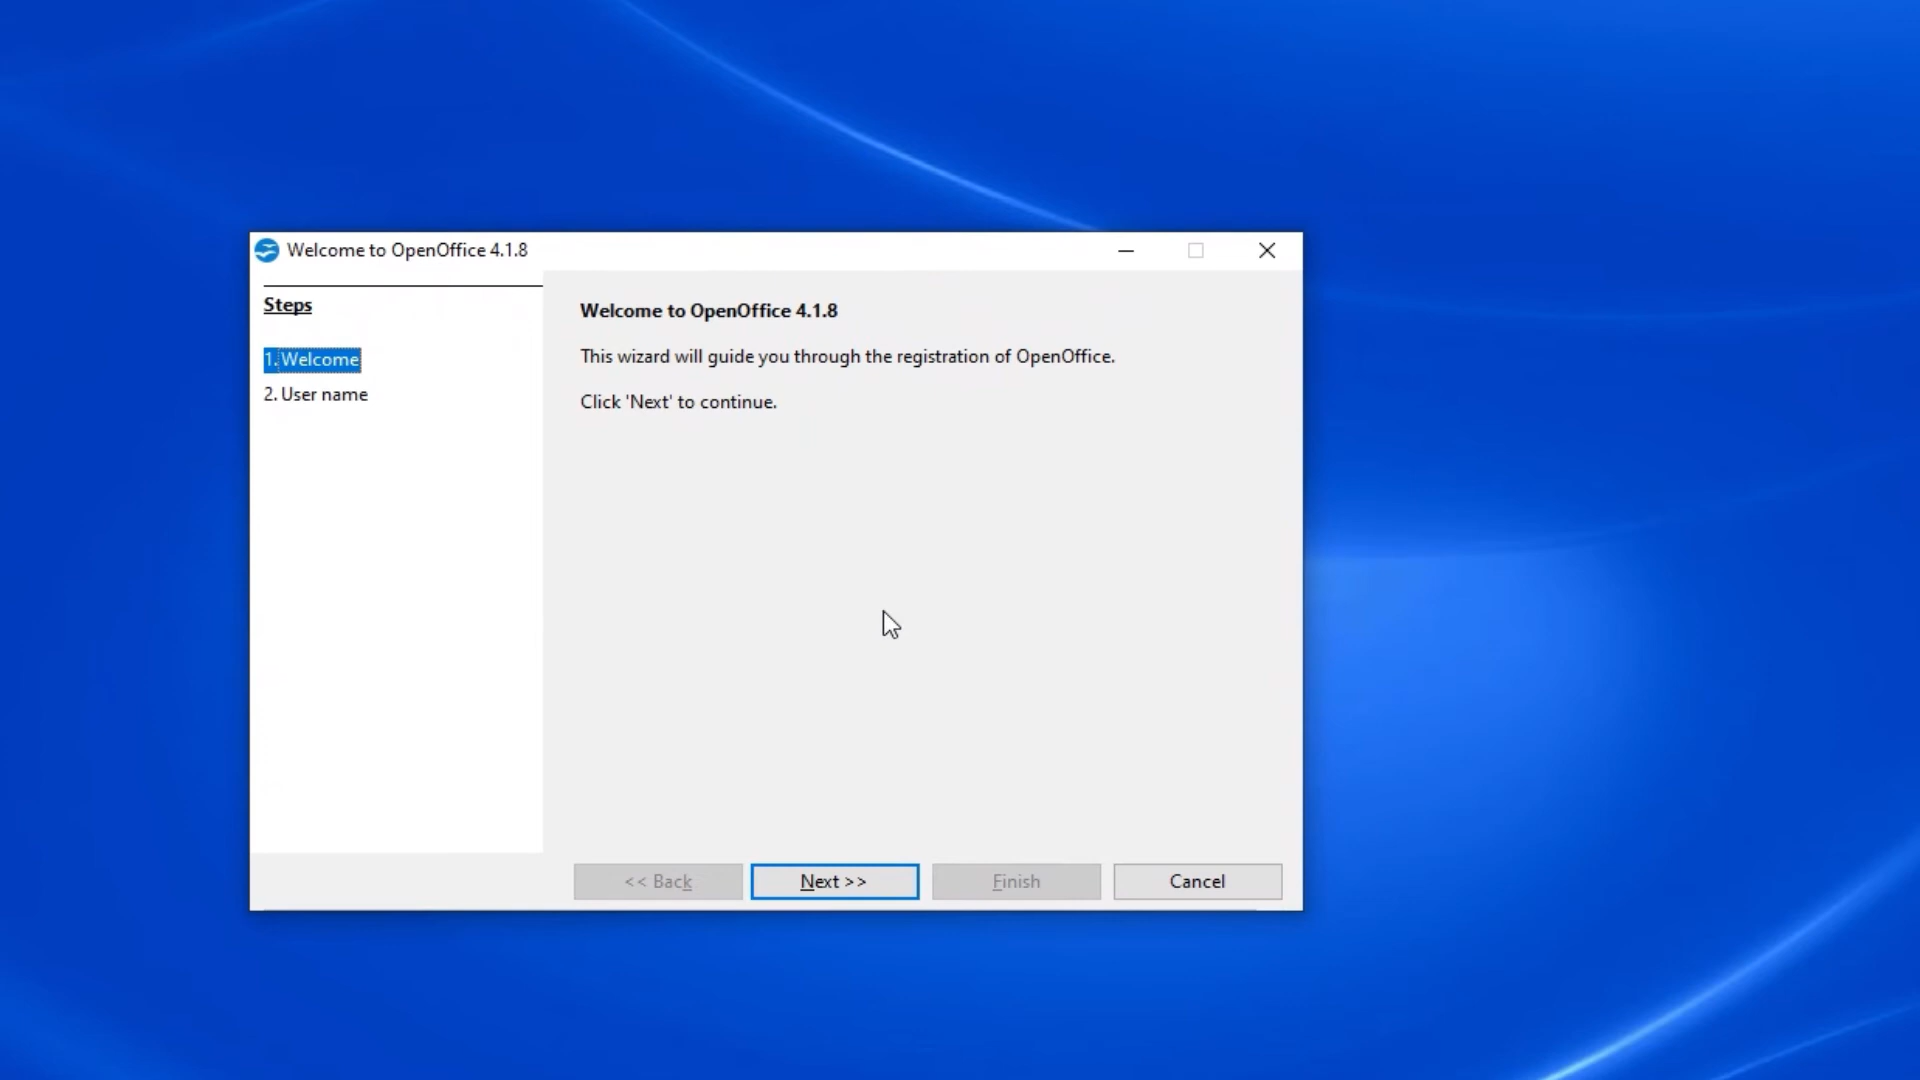 Welcome to OpenOffice 4.1.8
Steps
1. Welcome
2. User name
Welcome to OpenOffice 4.1.8
This wizard will guide you through the registration of OpenOffice.
Click 'Next' to continue.
<< Back
Next >>
Finish
Cancel